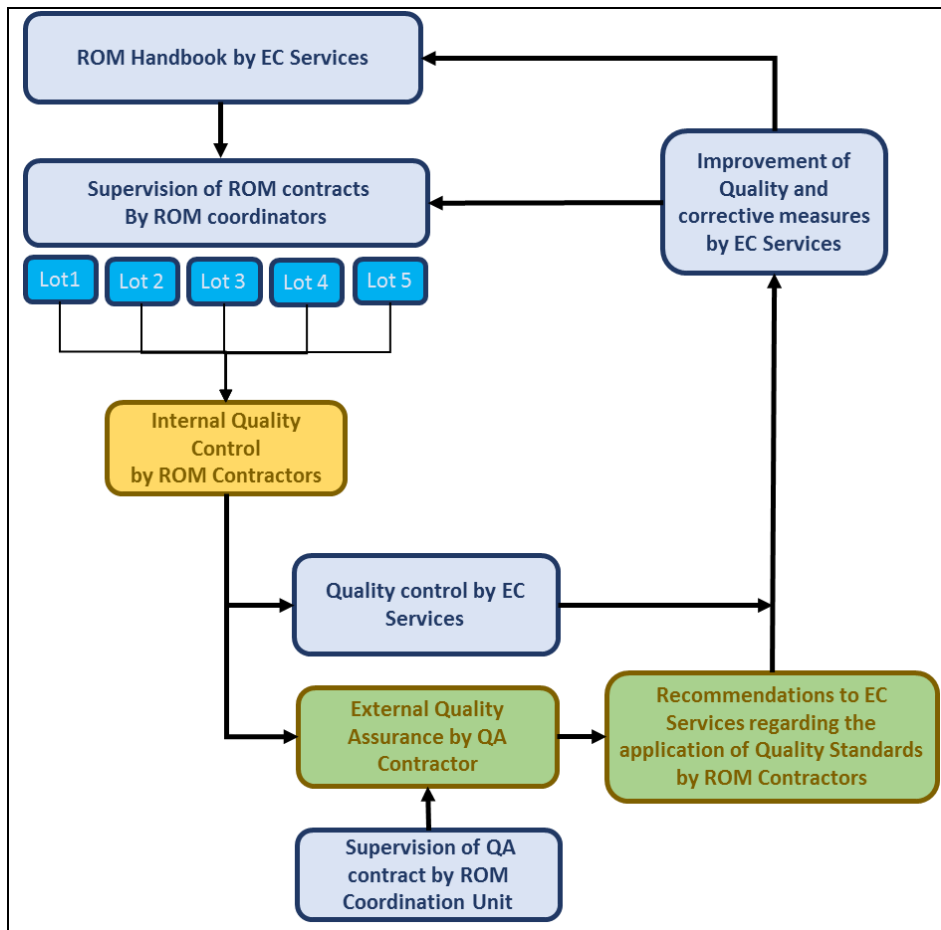 ROM Handbook by EC Services
Supervision of ROM contracts
By ROM coordinators
Improvement of
Quality and
corrective measures
by EC Services
Lot1
Lot 2
Lot 3
Lot 4
Lot 5
Internal Quality
Control
by ROM Contractors
Quality control by EC
Services
External Quality
Assurance by QA
Contractor
Recommendations to EC
Services regarding the
application of Quality Standards
by ROM Contractors
Supervision of QA
contract by ROM
Coordination Unit